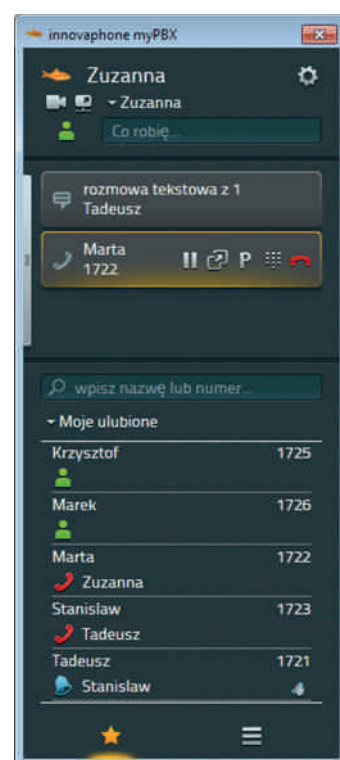 innovaphone myPBX
Zuzanna
Zuzanna
Co robię...
rozmowa tekstowa z 1
Tadeusz
Marta
1722
P
wpisz nazwę lub numer...
Moje ulubione
Krzysztof 1725
Marek 1726
Marta 1722
Zuzanna
Stanislaw 1723
Tadeusz
Tadeusz 1721
Stanislaw